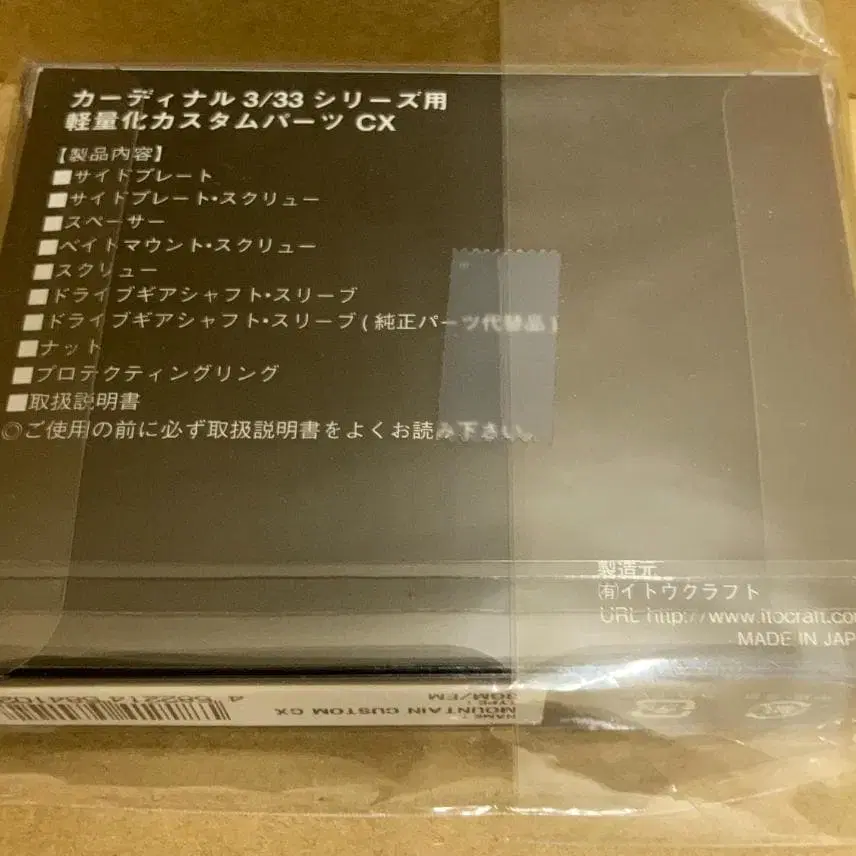 カーディナル 3/33 シリーズ用
軽量化カスタムパーツ CX
【製品内容】
■サイドプレート
■サイドプレート・スクリュー
■スペーサー
■ベイトマウント・スクリュー
■スクリュー
■ドライブギアシャフト・スリーブ
■ドライブギアシャフト・スリーブ(純正パーツ代替品)
■ナット
■プロテクティングリング
■取扱説明書
◎ご使用の前に必ず取扱説明書をよくお読み下さい。
製造元
㈲イトウクラフト
URL http://www.itocraft.co
MADE IN JAP
NAME :
MOUNTAIN CUSTOM CX
TYPE :
3GM/EM